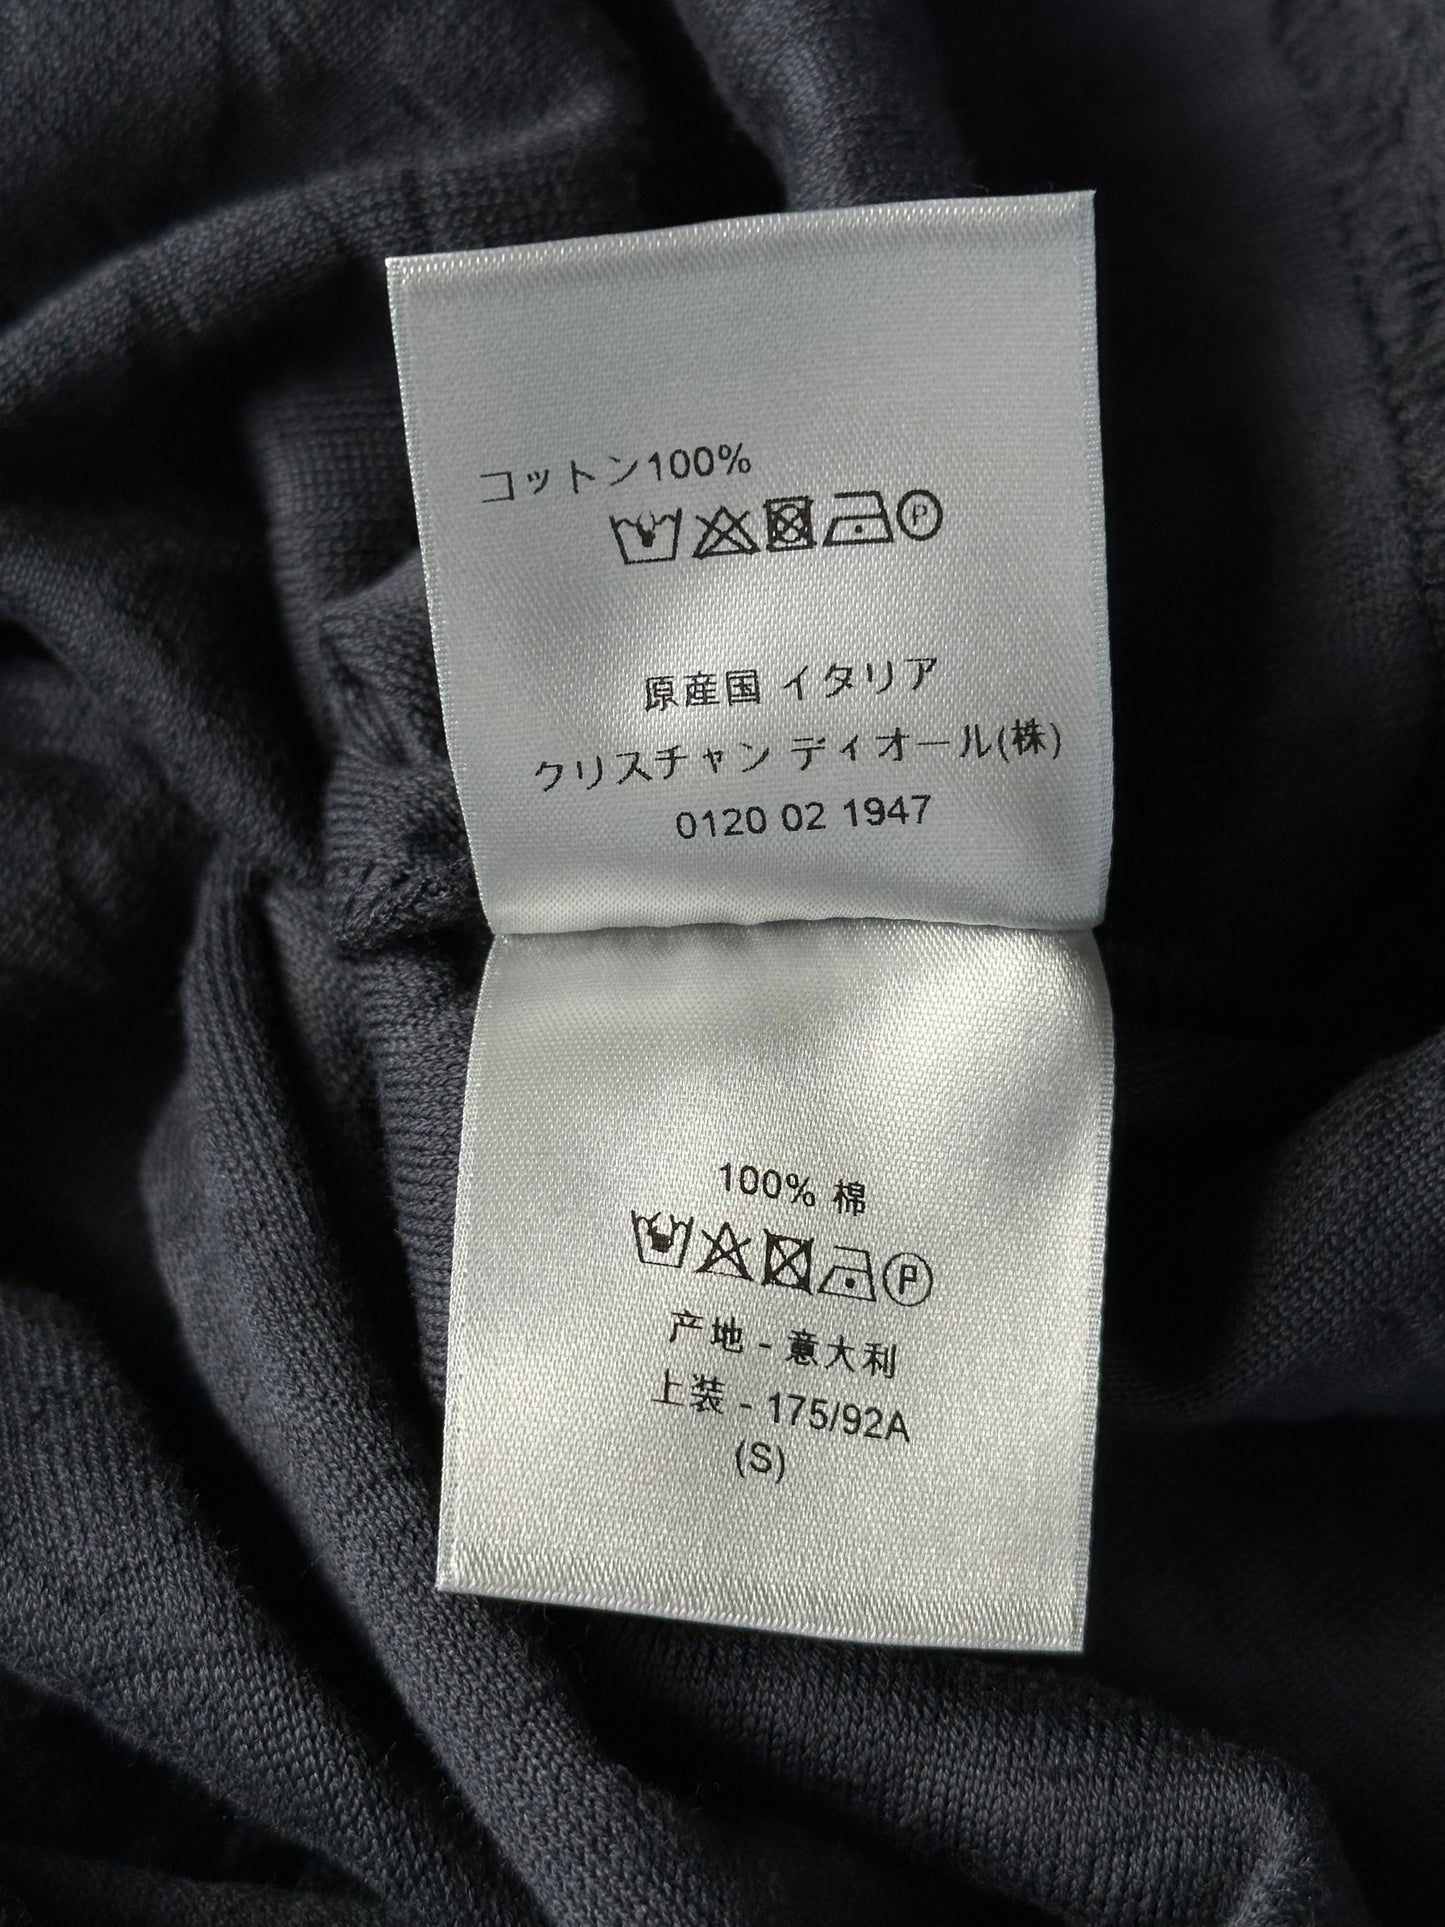 コットン100%
P
原産国 イタリア
クリスチャン ディオール(株)
0120 02 1947
100% 棉
P
产地 - 意大利
上装 - 175/92A
(S)